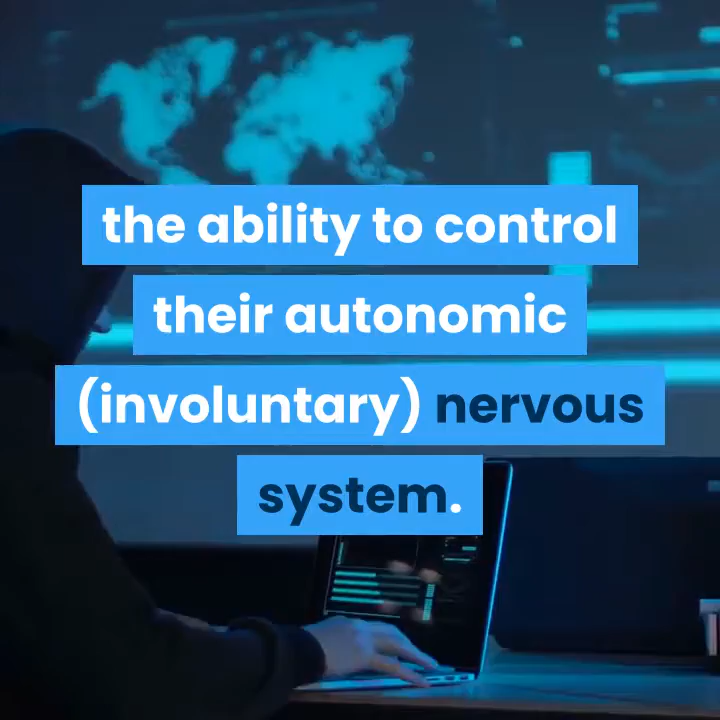 the ability to control
their autonomic
(involuntary) nervous
system.